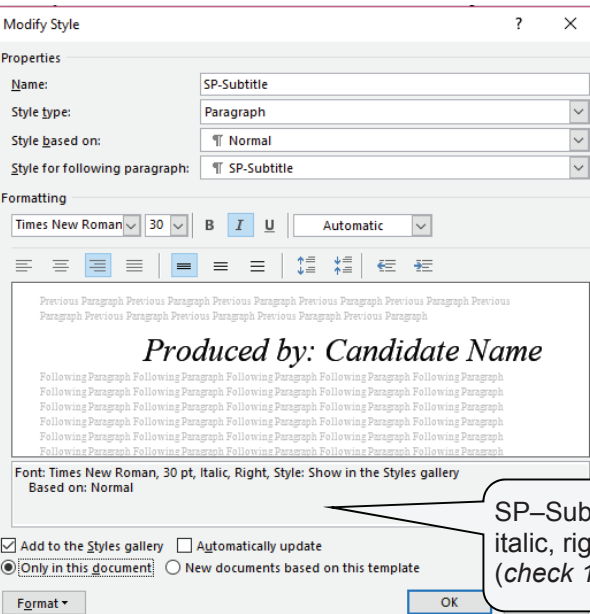 Modify Style ? ×
Properties
Name: SP-Subtitle
Style type: Paragraph
Style based on: ¶ Normal
Style for following paragraph: ¶ SP-Subtitle
Formatting
Times New Roman 30 B I U Automatic
Previous Paragraph Previous Paragraph Previous Paragraph Previous Paragraph Previous Paragraph Previous
Paragraph Previous Paragraph Previous Paragraph Previous Paragraph Previous Paragraph
Produced by: Candidate Name
Following Paragraph Following Paragraph Following Paragraph Following Paragraph Following Paragraph
Following Paragraph Following Paragraph Following Paragraph Following Paragraph Following Paragraph
Following Paragraph Following Paragraph Following Paragraph Following Paragraph Following Paragraph
Following Paragraph Following Paragraph Following Paragraph Following Paragraph Following Paragraph
Following Paragraph Following Paragraph Following Paragraph Following Paragraph Following Paragraph
Following Paragraph Following Paragraph Following Paragraph Following Paragraph Following Paragraph
Font: Times New Roman, 30 pt, Italic, Right, Style: Show in the Styles gallery
Based on: Normal
SP–Sub
italic, rig
(check 1
Add to the Styles gallery Automatically update
Only in this document New documents based on this template
Format OK